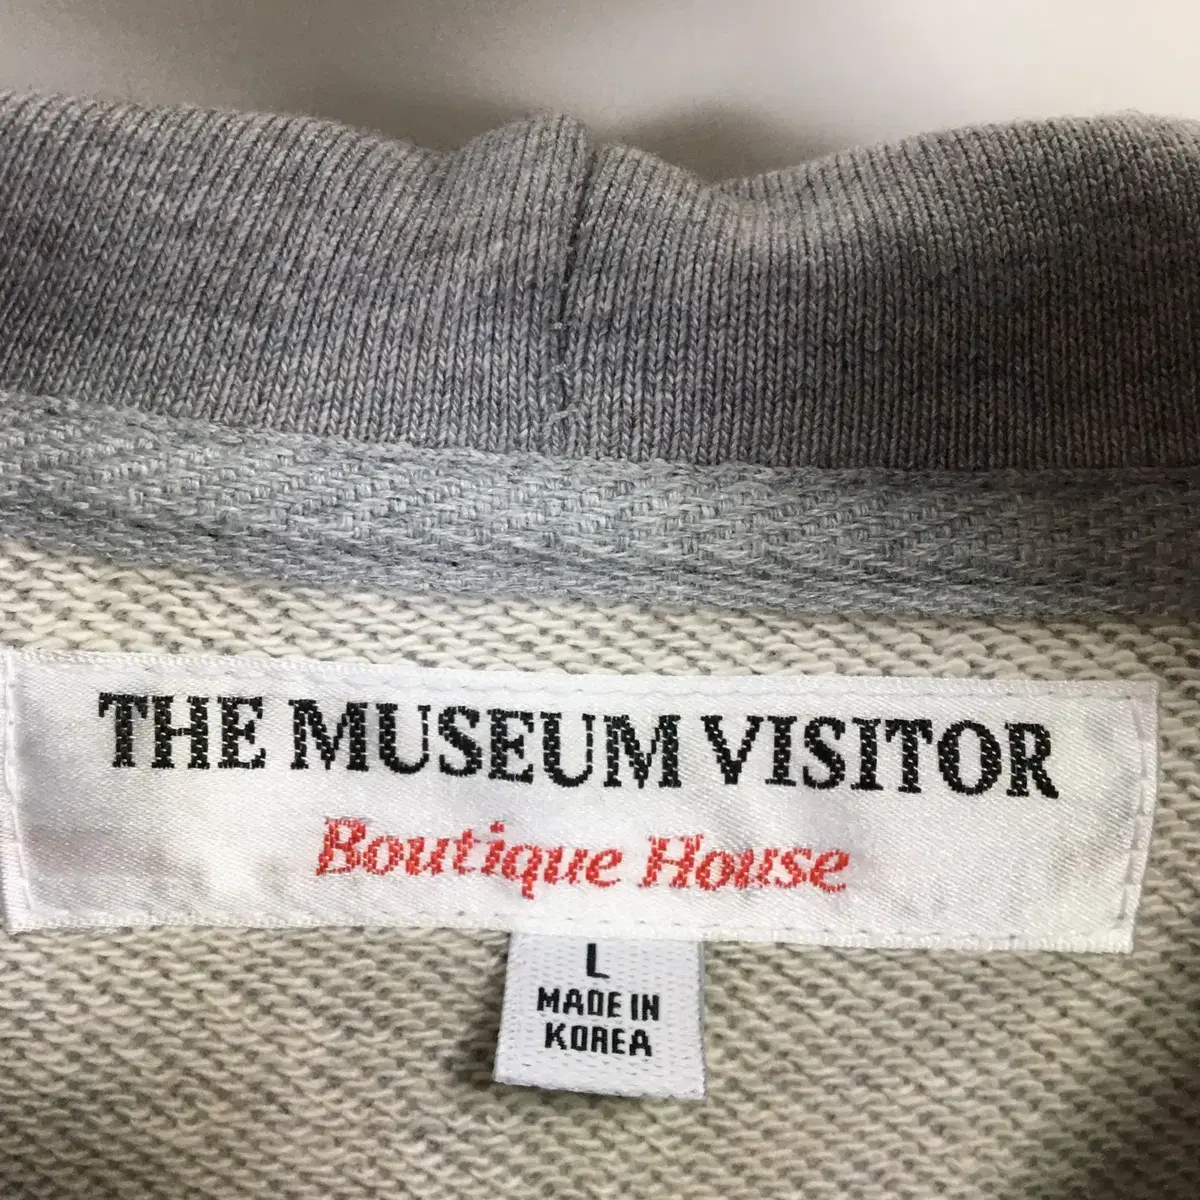 THE MUSEUM VISITOR
Boutique House
L
MADE IN
KOREA